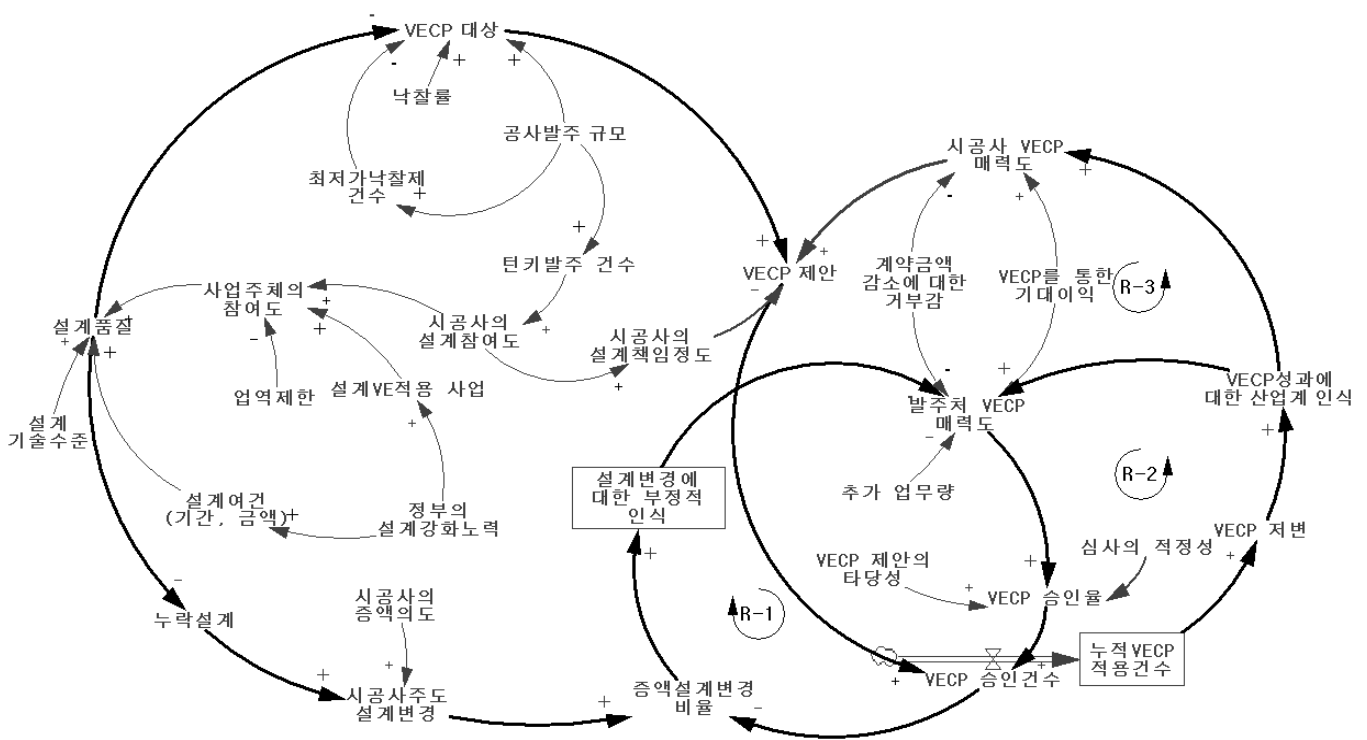 VECP 대상
-
-
+
+
낙찰률
공사발주 규모
최저가낙찰제
건수
+
+
턴키발주 건수
시공사 VECP
매력도
-
+
+
+
+
VECP 제안
-
계약금액
감소에 대한
거부감
VECP를 통한
기대이익
R-3
사업주체의
참여도
+
+
-
시공사의
설계참여도
+
시공사의
설계책임정도
+
설계품질
+
+
+
업역제한
설계VE적용 사업
+
설계
기술수준
-
+
발주처 VECP
매력도
-
VECP성과에
대한 산업계 인식
+
R-2
설계여건
(기간, 금액)
+
정부의
설계강화노력
설계변경에
대한 부정적
인식
+
추가 업무량
VECP 저변
+
VECP 제안의
타당성
+
심사의 적정성
+
VECP 승인율
-
누락설계
시공사의
증액의도
+
R-1
누적VECP
적용건수
+
+
VECP 승인건수
+
시공사주도
설계변경
+
증액설계변경
비율
-